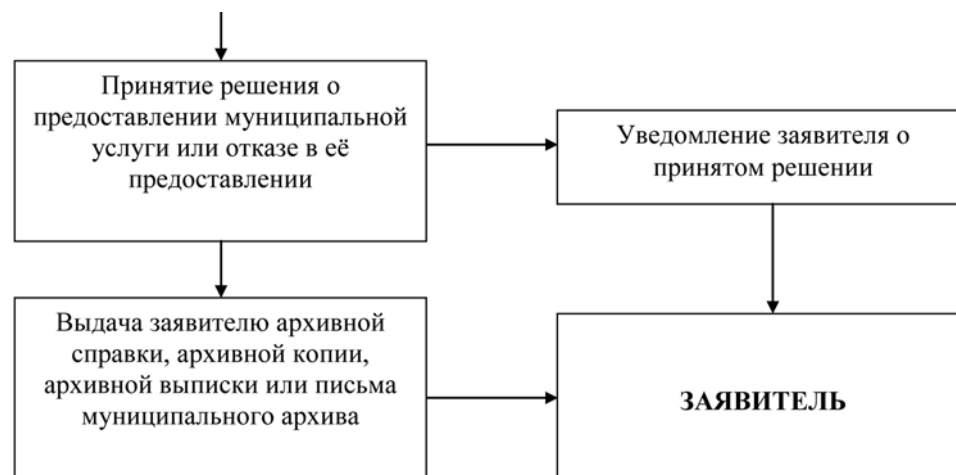 Принятие решения о
предоставлении муниципальной
услуги или отказе в её
предоставлении
Уведомление заявителя о
принятом решении
Выдача заявителю архивной
справки, архивной копии,
архивной выписки или письма
муниципального архива
ЗАЯВИТЕЛЬ